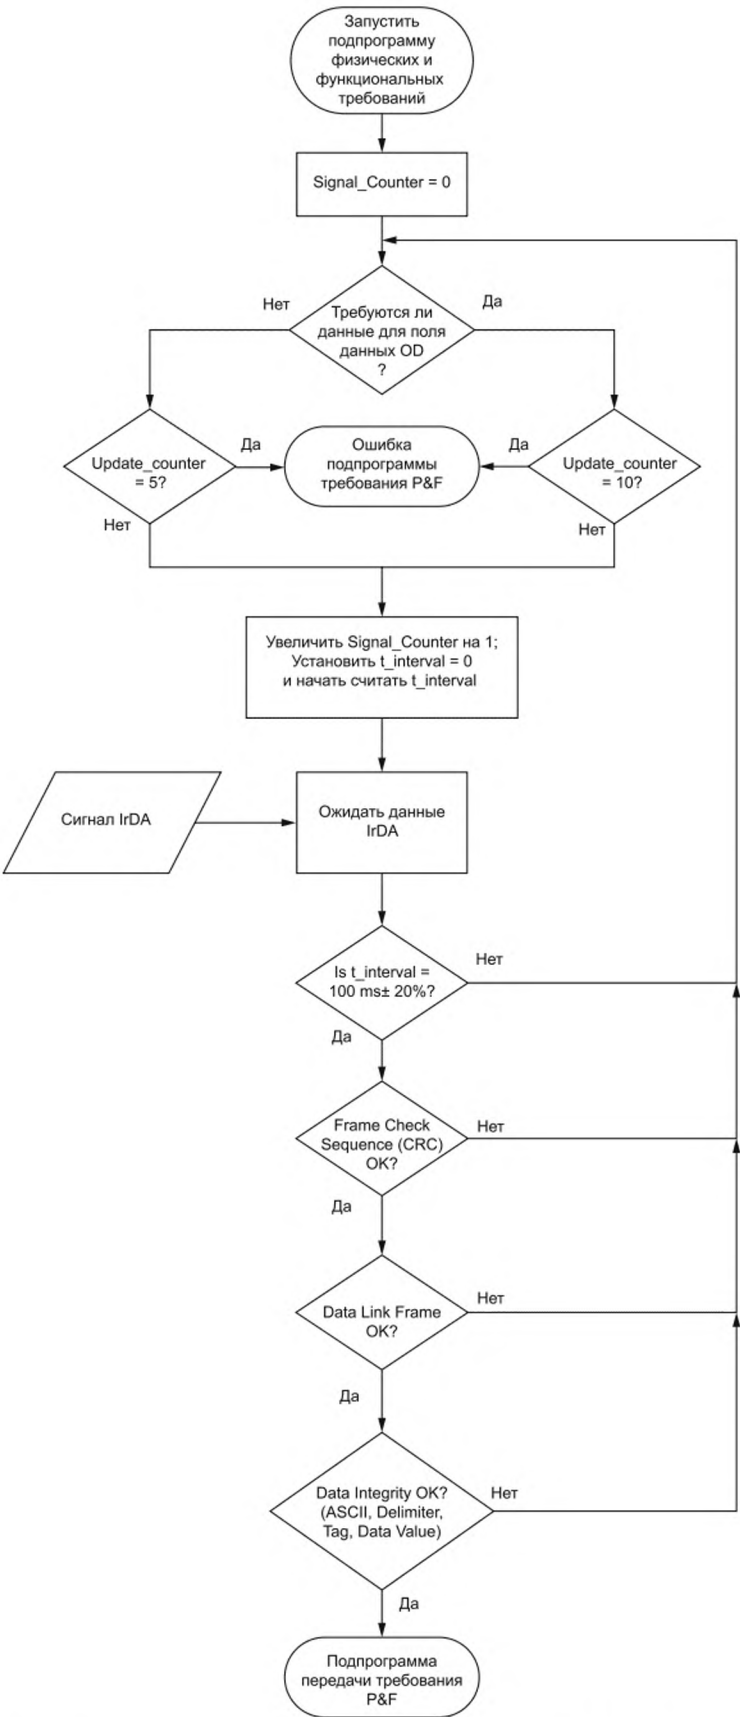 Запустить
подпрограмму
физических и
функциональных
требований
Signal_Counter = 0
Нет
Да
Требуются ли
данные для поля
данных OD
?
Update_counter
= 5?
Да
Ошибка
подпрограммы
требования P&F
Да
Update_counter
= 10?
Нет
Нет
Увеличить Signal_Counter на 1;
Установить t_interval = 0
и начать считать t_interval
Сигнал IrDA
Ожидать данные
IrDA
Is t_interval =
100 ms± 20%?
Нет
Да
Frame Check
Sequence (CRC)
OK?
Нет
Да
Data Link Frame
OK?
Нет
Да
Data Integrity OK?
(ASCII, Delimiter,
Tag, Data Value)
Нет
Да
Подпрограмма
передачи требования
P&F